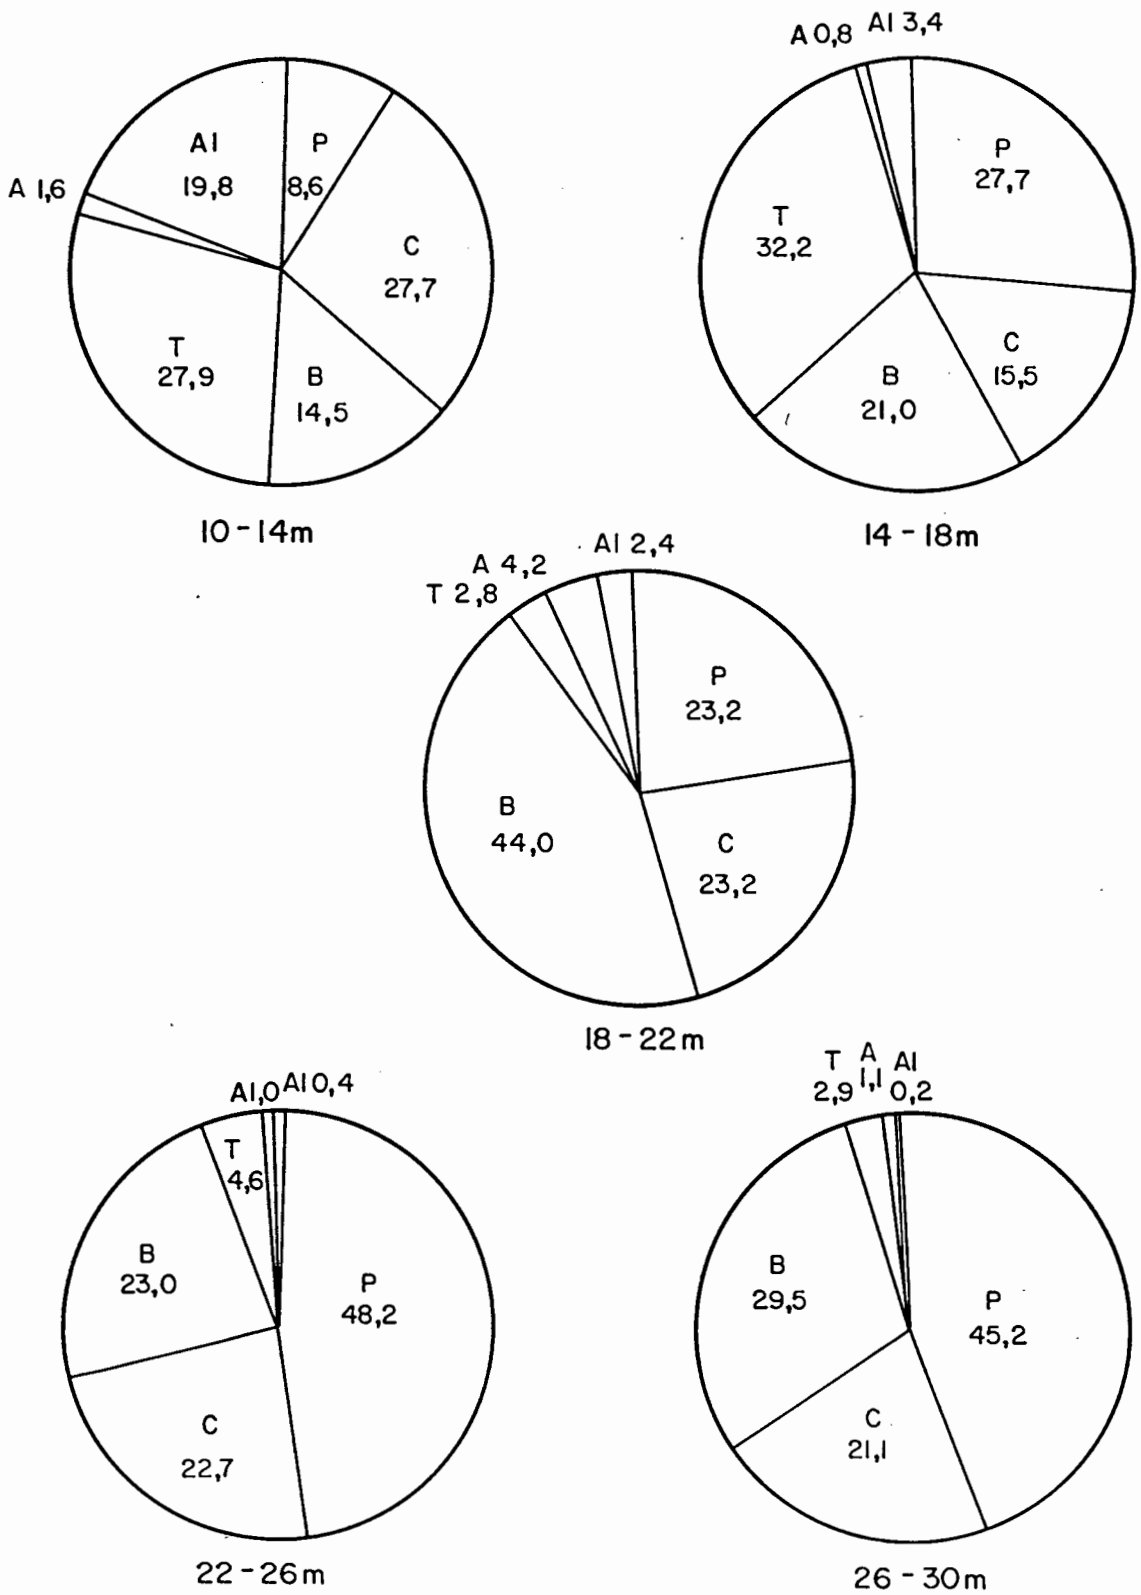 Al
19,8
P
8,6
A 1,6
C
27,7
T
27,9
B
14,5
10-14m
A 0,8
Al 3,4
P
27,7
T
32,2
C
15,5
B
21,0
14-18m
Al 2,4
A 4,2
T 2,8
P
23,2
B
44,0
C
23,2
18-22m
A 1,0
Al 0,4
T
4,6
B
23,0
P
48,2
C
22,7
22-26m
T
2,9
A
1,1
Al
0,2
B
29,5
P
45,2
C
21,1
26-30m